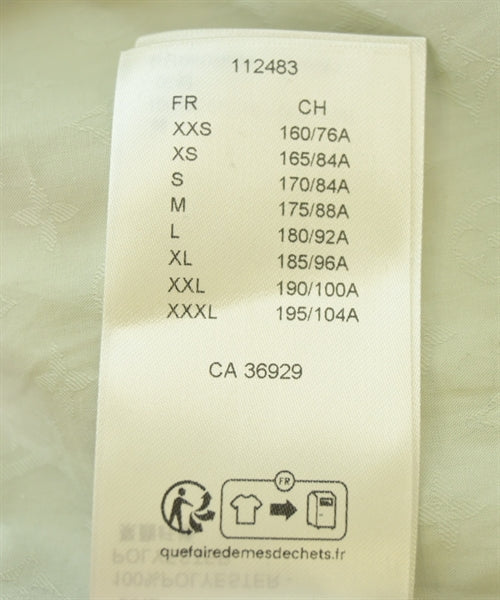 112483
FR CH
XXS 160/76A
XS 165/84A
S 170/84A
M 175/88A
L 180/92A
XL 185/96A
XXL 190/100A
XXXL 195/104A
CA 36929
FR
quefairedemesdechets.fr